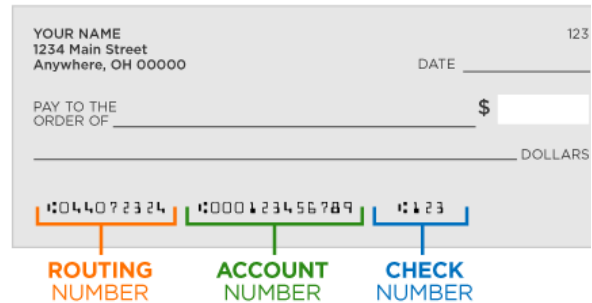 YOUR NAME 123
1234 Main Street
Anywhere, OH 00000 DATE
PAY TO THE
ORDER OF $
DOLLARS
⑆044072324 ⑆000123456789 ⑆123
ROUTING ACCOUNT CHECK
NUMBER NUMBER NUMBER